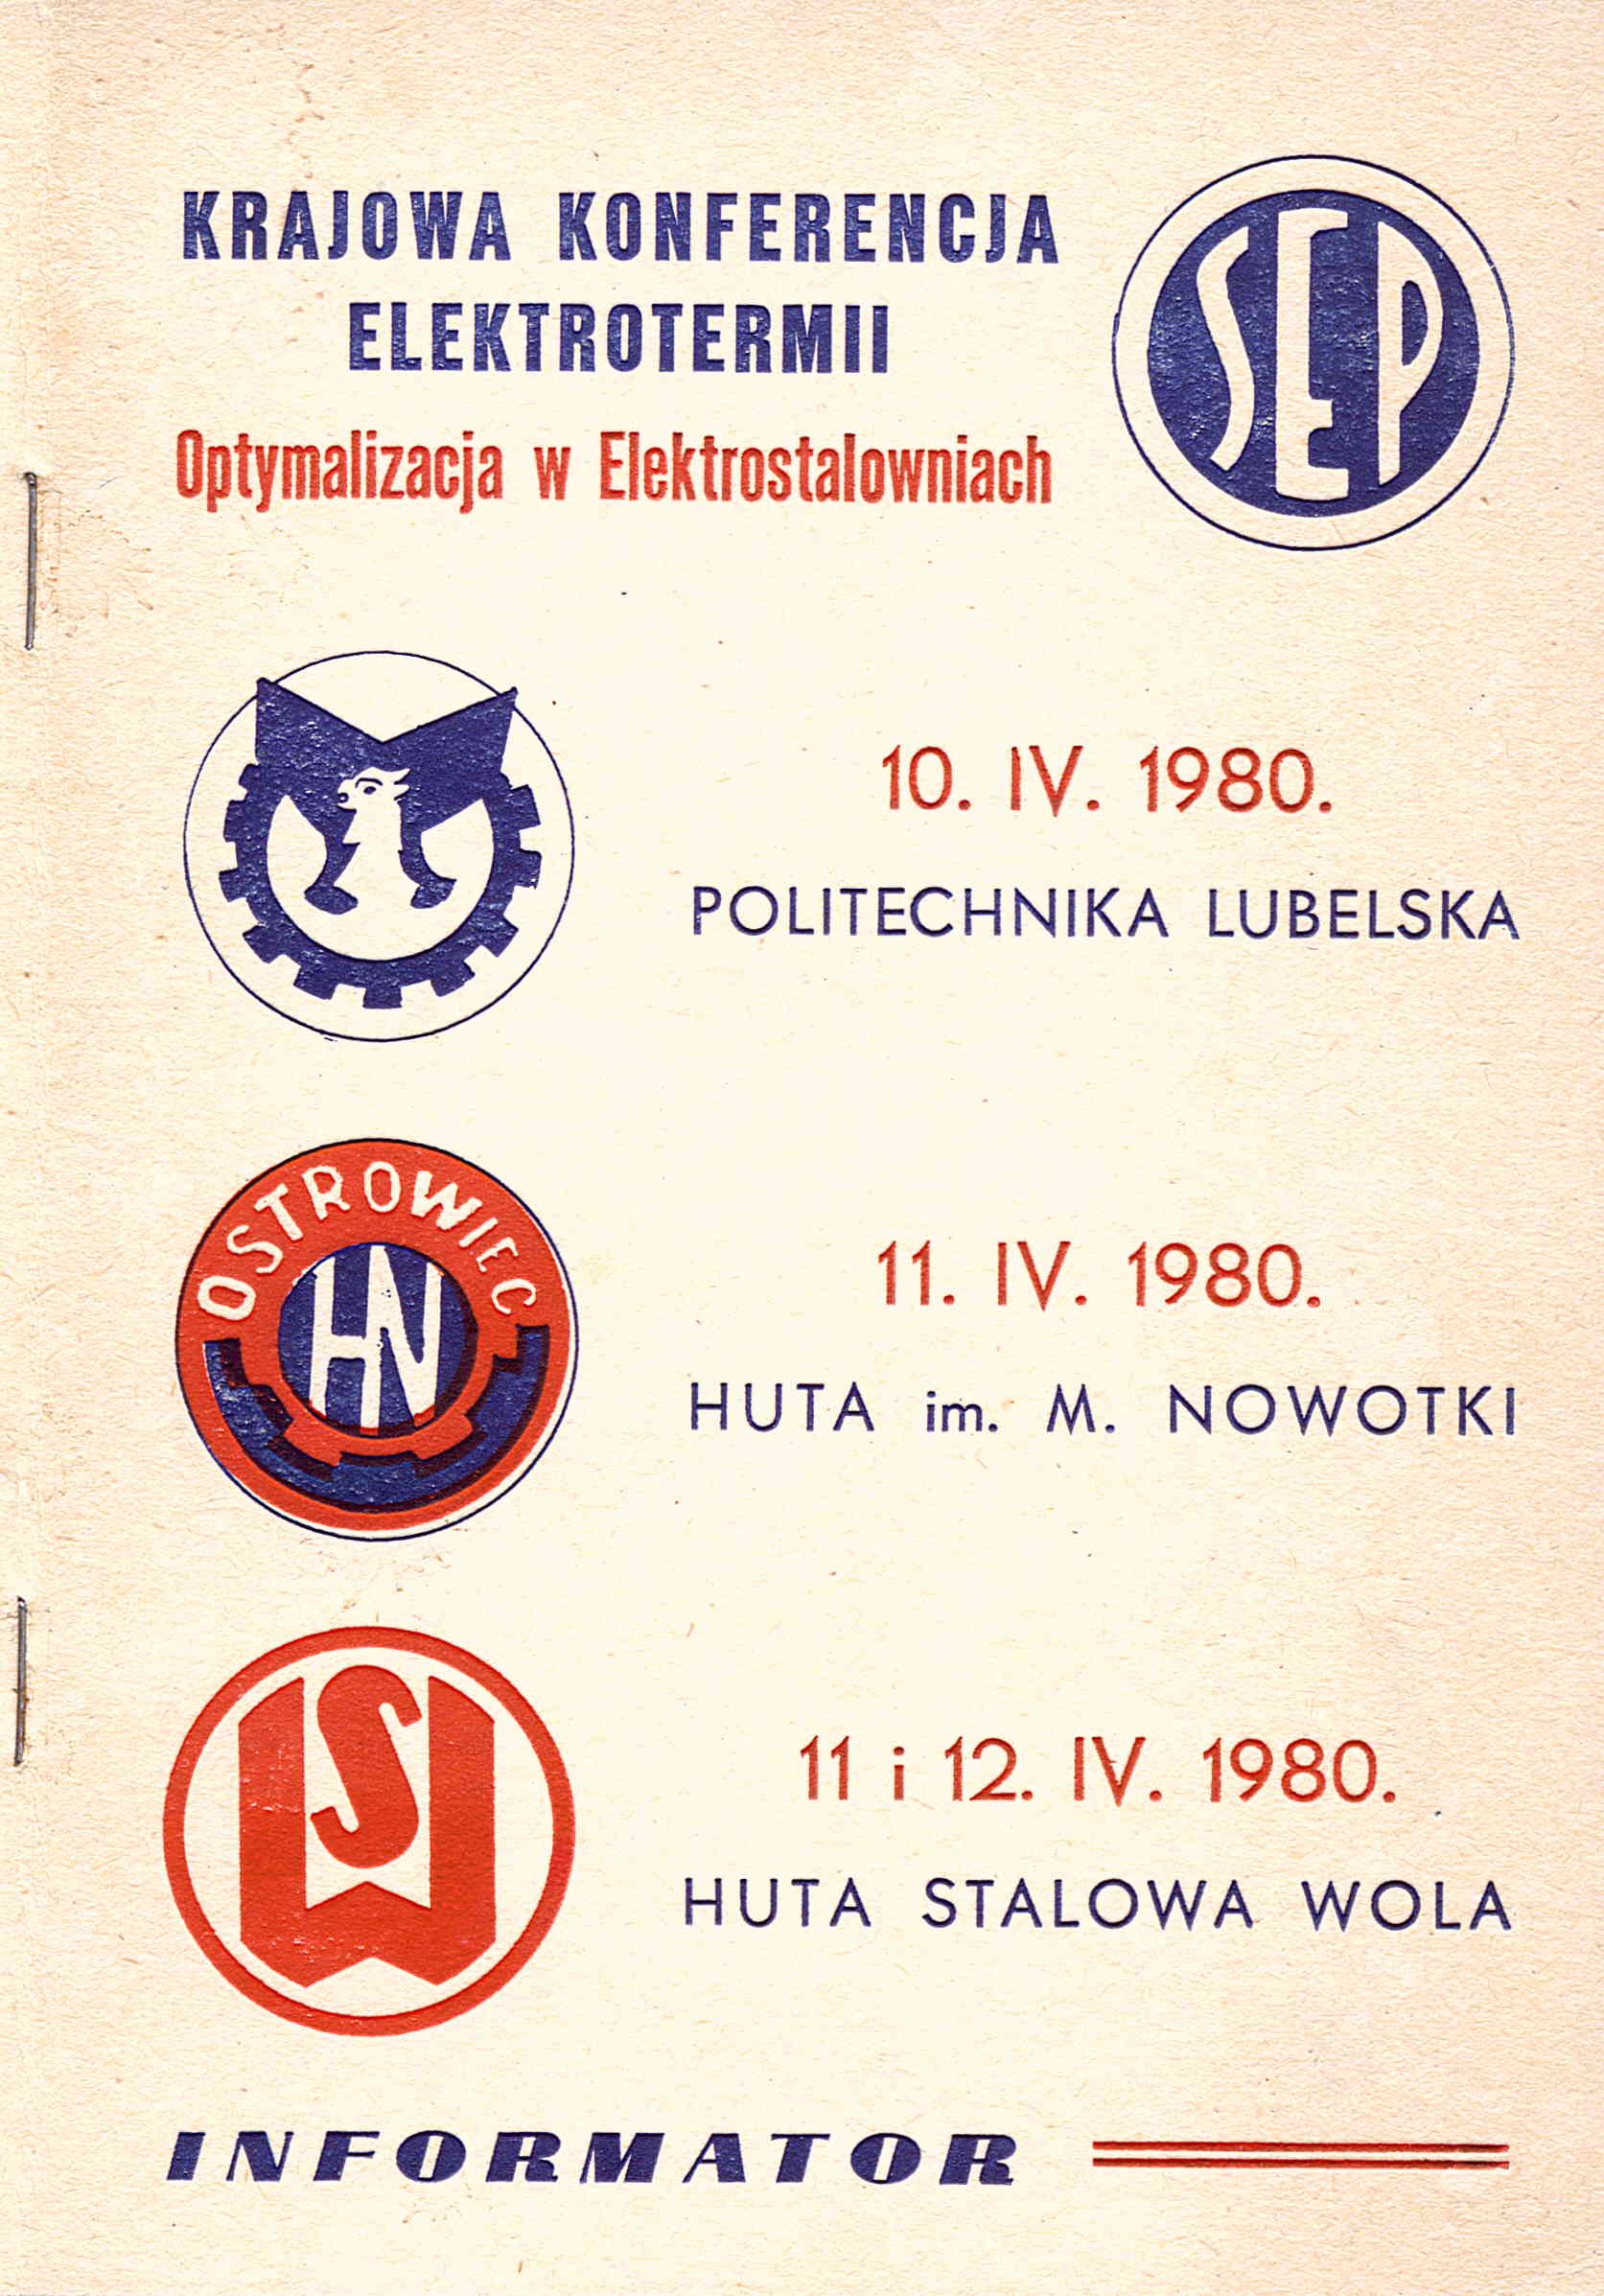 KRAJOWA KONFERENCJA
ELEKTROTERMII
Optymalizacja w Elektrostalowniach
SEP
10. IV. 1980.
POLITECHNIKA LUBELSKA
OSTROWIEC
HN
11. IV. 1980.
HUTA im. M. NOWOTKI
SW
11 i 12. IV. 1980.
HUTA STALOWA WOLA
INFORMATOR